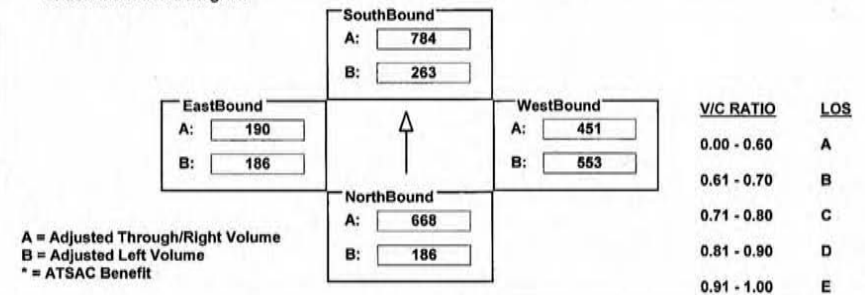 SouthBound
A: 784
B: 263
EastBound
A: 190
B: 186
WestBound
A: 451
B: 553
NorthBound
A: 668
B: 186
A = Adjusted Through/Right Volume
B = Adjusted Left Volume
* = ATSAC Benefit
V/C RATIO LOS
0.00 - 0.60 A
0.61 - 0.70 B
0.71 - 0.80 C
0.81 - 0.90 D
0.91 - 1.00 E